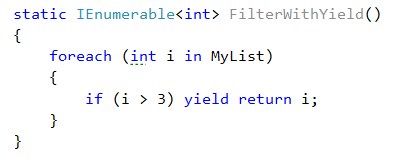 static IEnumerable<int> FilterWithYield()
{
    foreach (int i in MyList)
    {
        if (i > 3) yield return i;
    }
}